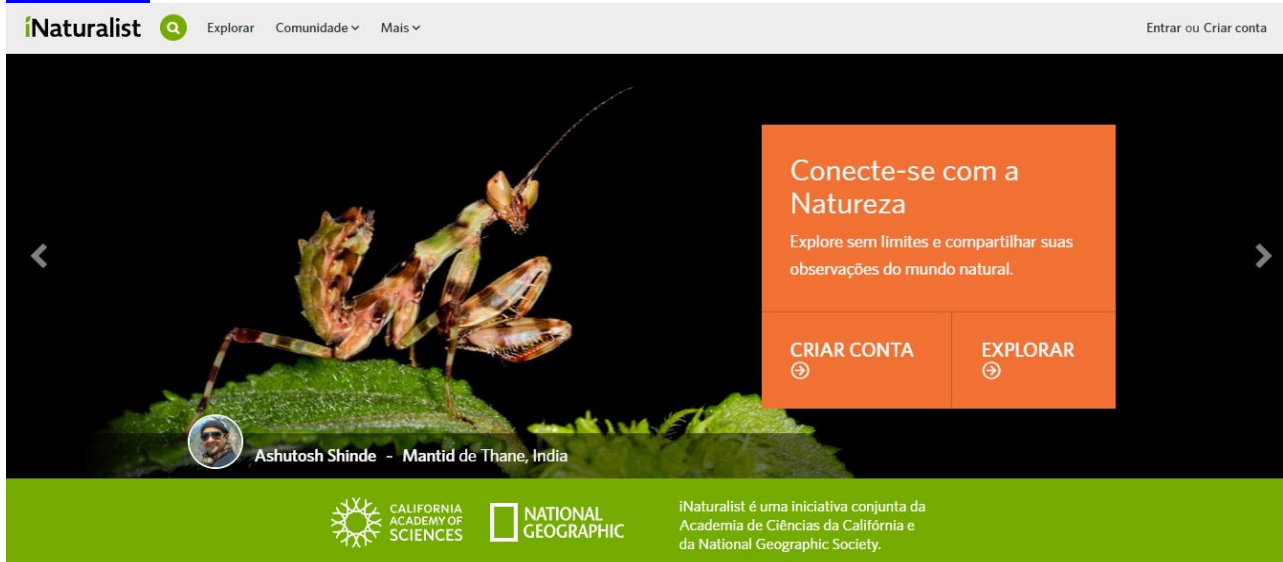 iNaturalist Explorar Comunidade Mais Entrar ou Criar conta
Conecte-se com a
Natureza
Explore sem limites e compartilhar suas
observações do mundo natural.
CRIAR CONTA
EXPLORAR
Ashutosh Shinde - Mantid de Thane, India
CALIFORNIA
ACADEMY OF
SCIENCES
NATIONAL
GEOGRAPHIC
iNaturalist é uma iniciativa conjunta da
Academia de Ciências da Califórnia e
da National Geographic Society.